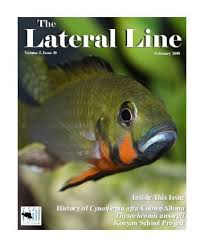 The
Lateral Line
Volume 2, Issue 10
February 2008
Inside This Issue
History of Cynotilapia afra Cobwe Albino
Thysochromis ansorgii
Kenyan School Project